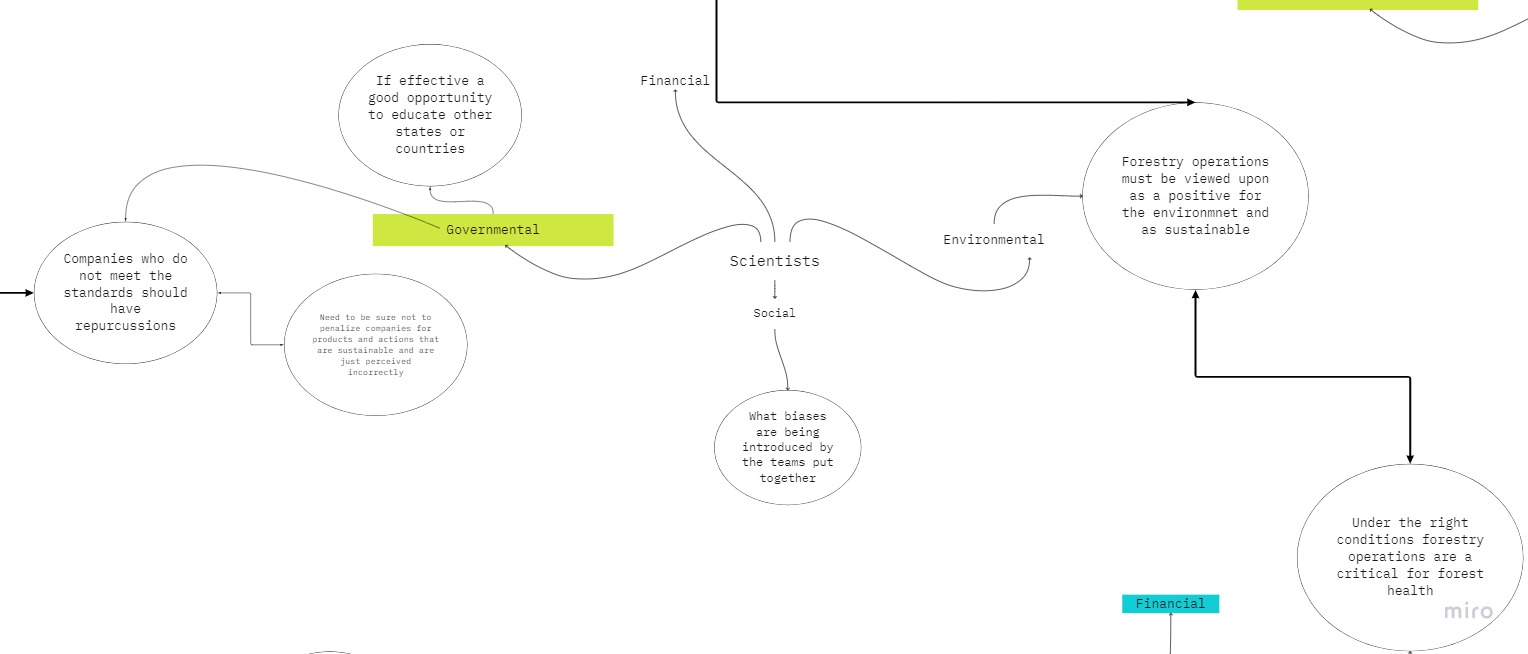 If effective a
good opportunity
to educate other
states or
countries
Financial
Forestry operations
must be viewed upon
as a positive for
the environmnet and
as sustainable
Governmental
Environmental
Scientists
Companies who do
not meet the
standards should
have
repurcussions
Need to be sure not to
penalize companies for
products and actions that
are sustainable and are
just perceived
incorrectly
Social
What biases
are being
introduced by
the teams put
together
Under the right
conditions forestry
operations are a
critical for forest
health
Financial
miro